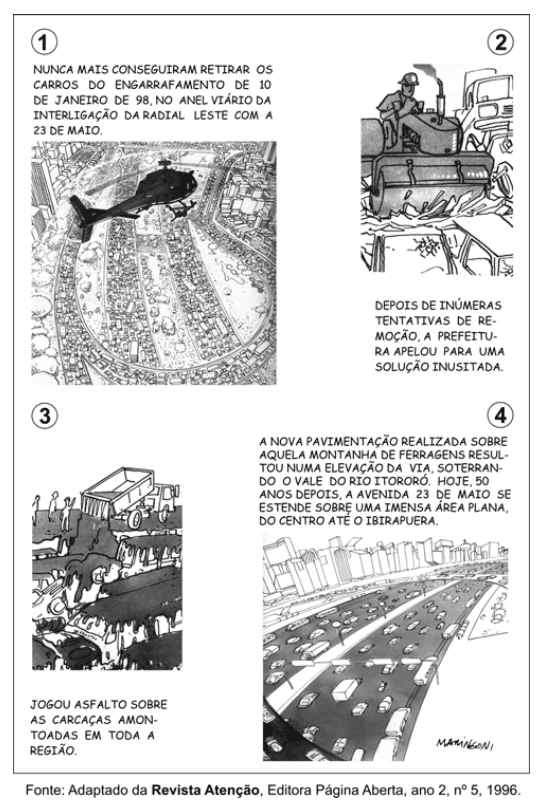 1
NUNCA MAIS CONSEGUIRAM RETIRAR OS
CARROS DO ENGARRAFAMENTO DE 10
DE JANEIRO DE 98, NO ANEL VIÁRIO DA
INTERLIGAÇÃO DA RADIAL LESTE COM A
23 DE MAIO.
2
DEPOIS DE INÚMERAS
TENTATIVAS DE RE-
MOÇÃO, A PREFEITU-
RA APELOU PARA UMA
SOLUÇÃO INUSITADA.
3
JOGOU ASFALTO SOBRE
AS CARCAÇAS AMON-
TOADAS EM TODA A
REGIÃO.
4
A NOVA PAVIMENTAÇÃO REALIZADA SOBRE
AQUELA MONTANHA DE FERRAGENS RESUL-
TOU NUMA ELEVAÇÃO DA VIA, SOTERRAN-
DO O VALE DO RIO ITORORÓ. HOJE, 50
ANOS DEPOIS, A AVENIDA 23 DE MAIO SE
ESTENDE SOBRE UMA IMENSA ÁREA PLANA,
DO CENTRO ATÉ O IBIRAPUERA.
MARINGONI
Fonte: Adaptado da Revista Atenção, Editora Página Aberta, ano 2, nº 5, 1996.